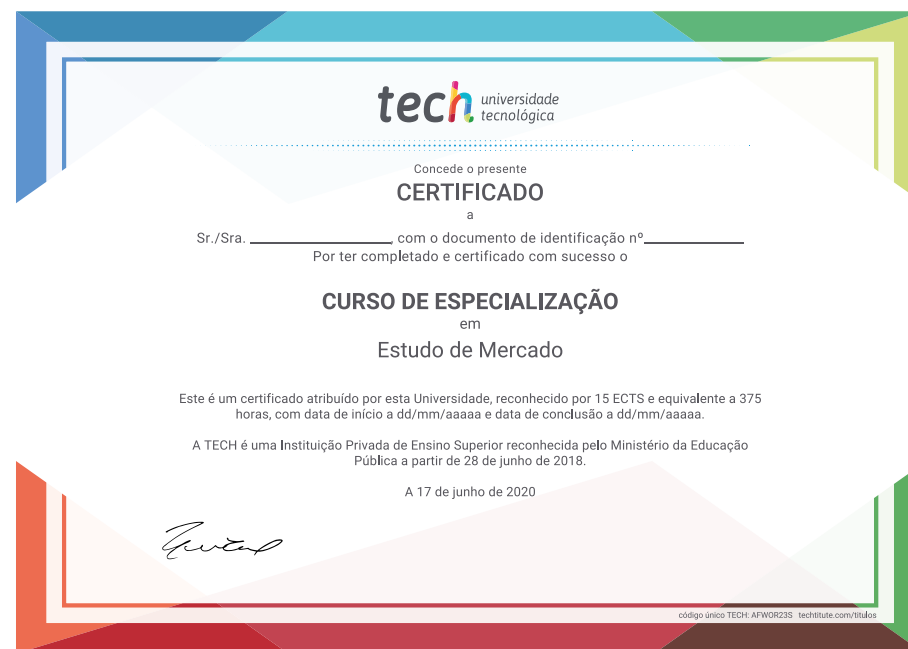 tech universidade
tecnológica
Concede o presente
CERTIFICADO
a
Sr./Sra. ____________________, com o documento de identificação nº______________
Por ter completado e certificado com sucesso o
CURSO DE ESPECIALIZAÇÃO
em
Estudo de Mercado
Este é um certificado atribuído por esta Universidade, reconhecido por 15 ECTS e equivalente a 375
horas, com data de início a dd/mm/aaaaa e data de conclusão a dd/mm/aaaaa.
A TECH é uma Instituição Privada de Ensino Superior reconhecida pelo Ministério da Educação
Pública a partir de 28 de junho de 2018.
A 17 de junho de 2020
código único TECH: AFWOR23S techtitute.com/titulos